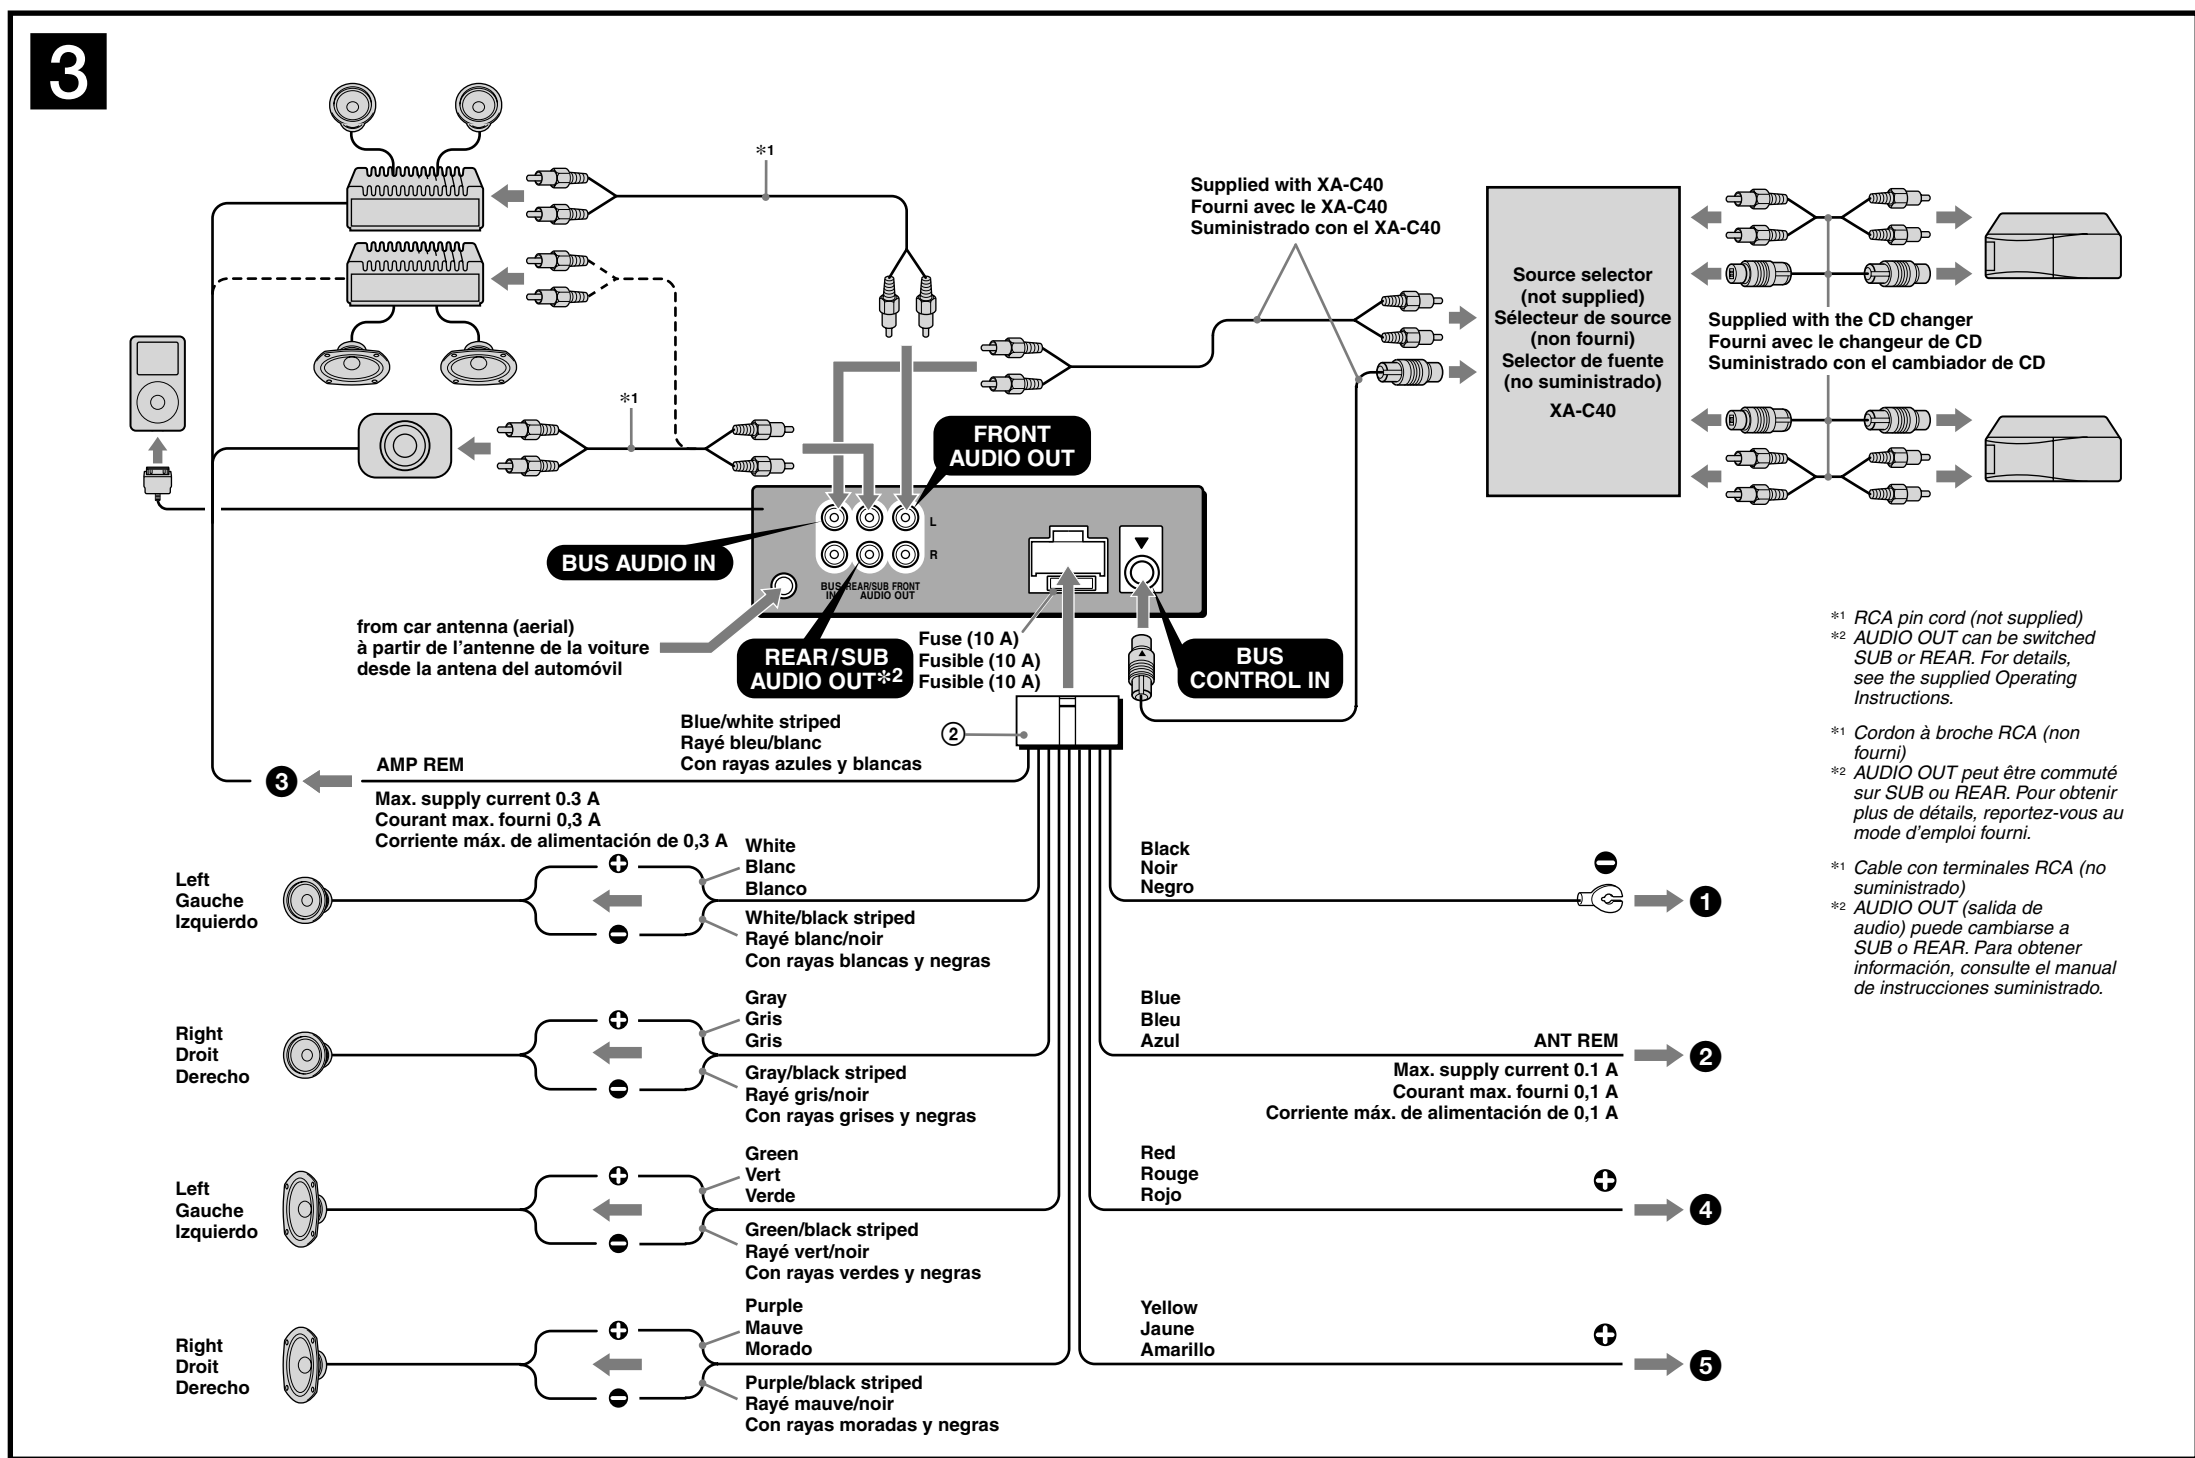 3
*1
Supplied with XA-C40
Fourni avec le XA-C40
Suministrado con el XA-C40
Source selector
(not supplied)
Sélecteur de source
(non fourni)
Selector de fuente
(no suministrado)
XA-C40
Supplied with the CD changer
Fourni avec le changeur de CD
Suministrado con el cambiador de CD
*1
FRONT
AUDIO OUT
L
R
BUS AUDIO IN
BUS REAR/SUB FRONT
IN AUDIO OUT
from car antenna (aerial)
à partir de l'antenne de la voiture
desde la antena del automóvil
REAR/SUB
AUDIO OUT*2
Fuse (10 A)
Fusible (10 A)
Fusible (10 A)
BUS
CONTROL IN
*1 RCA pin cord (not supplied)
*2 AUDIO OUT can be switched
SUB or REAR. For details,
see the supplied Operating
Instructions.
*1 Cordon à broche RCA (non
fourni)
*2 AUDIO OUT peut être commuté
sur SUB ou REAR. Pour obtenir
plus de détails, reportez-vous au
mode d'emploi fourni.
*1 Cable con terminales RCA (no
suministrado)
*2 AUDIO OUT (salida de
audio) puede cambiarse a
SUB o REAR. Para obtener
información, consulte el manual
de instrucciones suministrado.
Blue/white striped
Rayé bleu/blanc
Con rayas azules y blancas
2
3
AMP REM
Max. supply current 0.3 A
Courant max. fourni 0,3 A
Corriente máx. de alimentación de 0,3 A
Left
Gauche
Izquierdo
+
-
White
Blanc
Blanco
White/black striped
Rayé blanc/noir
Con rayas blancas y negras
Black
Noir
Negro
-
1
Right
Droit
Derecho
+
-
Gray
Gris
Gris
Gray/black striped
Rayé gris/noir
Con rayas grises y negras
Blue
Bleu
Azul
ANT REM
2
Max. supply current 0.1 A
Courant max. fourni 0,1 A
Corriente máx. de alimentación de 0,1 A
Left
Gauche
Izquierdo
+
-
Green
Vert
Verde
Green/black striped
Rayé vert/noir
Con rayas verdes y negras
Red
Rouge
Rojo
+
4
Right
Droit
Derecho
+
-
Purple
Mauve
Morado
Purple/black striped
Rayé mauve/noir
Con rayas moradas y negras
Yellow
Jaune
Amarillo
+
5